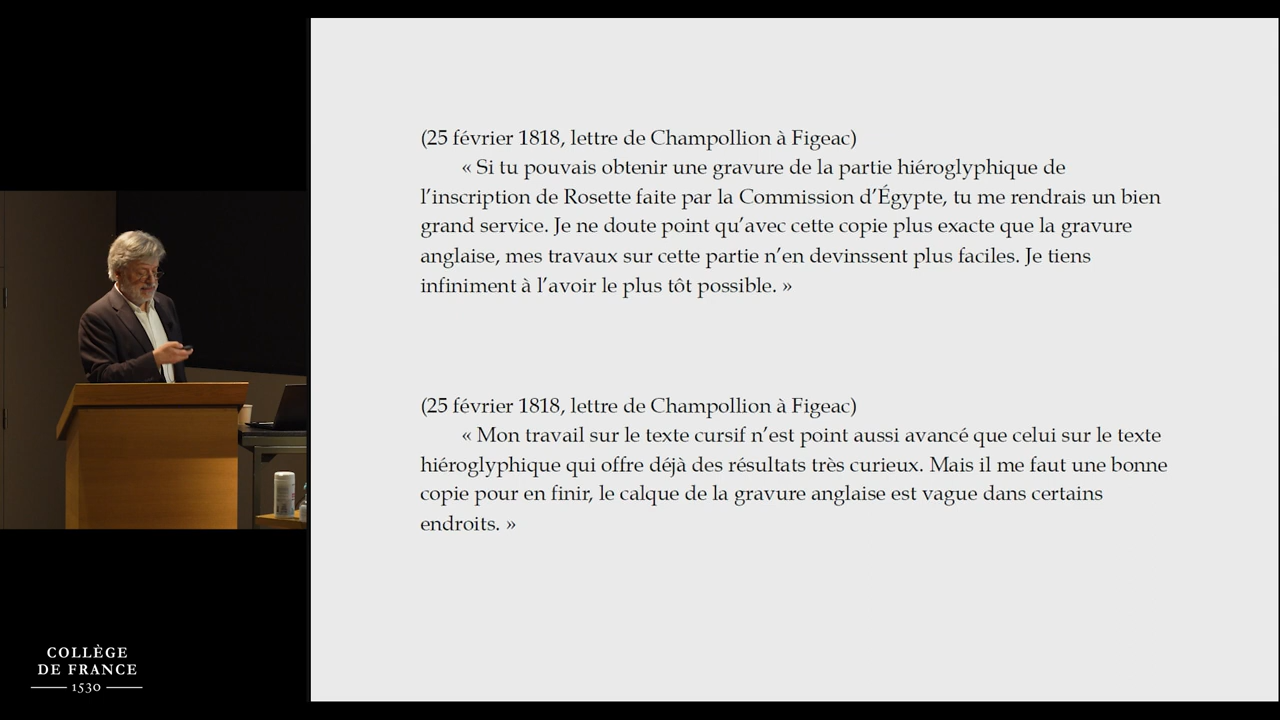 (25 février 1818, lettre de Champollion à Figeac)
« Si tu pouvais obtenir une gravure de la partie hiéroglyphique de
l’inscription de Rosette faite par la Commission d’Égypte, tu me rendrais un bien
grand service. Je ne doute point qu’avec cette copie plus exacte que la gravure
anglaise, mes travaux sur cette partie n’en devinssent plus faciles. Je tiens
infiniment à l’avoir le plus tôt possible. »
(25 février 1818, lettre de Champollion à Figeac)
« Mon travail sur le texte cursif n’est point aussi avancé que celui sur le texte
hiéroglyphique qui offre déjà des résultats très curieux. Mais il me faut une bonne
copie pour en finir, le calque de la gravure anglaise est vague dans certains
endroits. »
COLLÈGE
DE FRANCE
1530